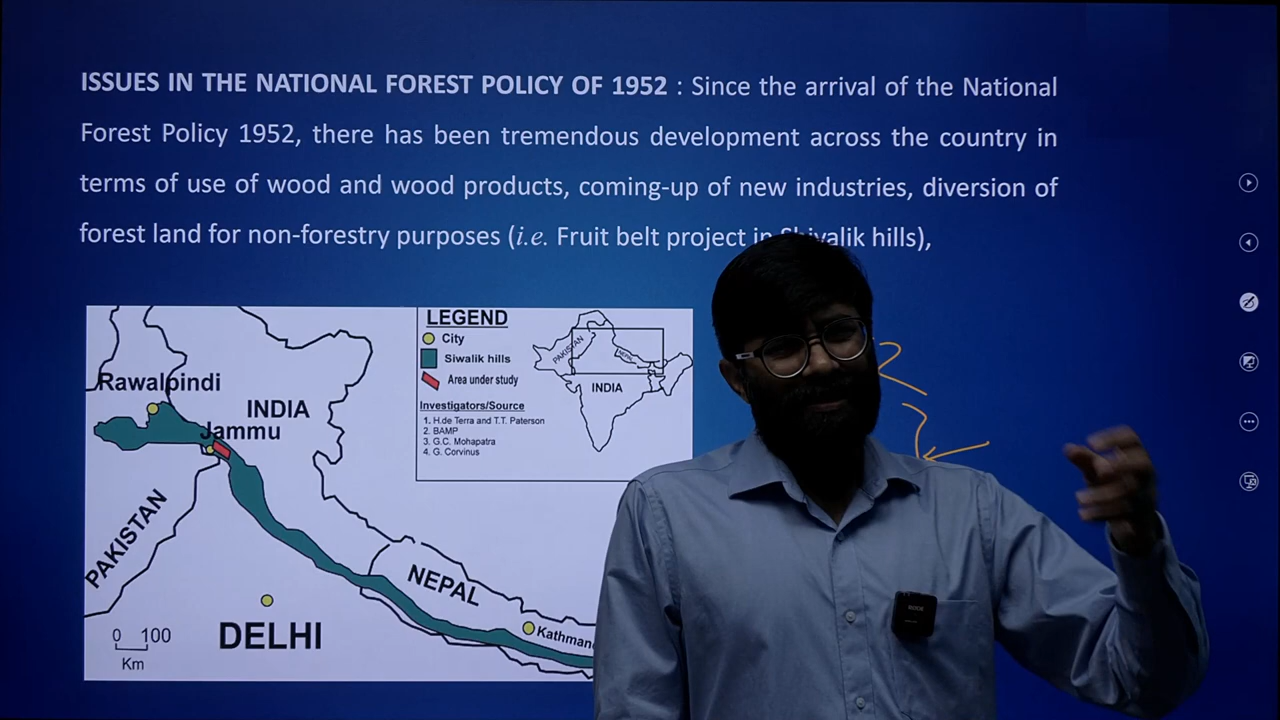 ISSUES IN THE NATIONAL FOREST POLICY OF 1952 : Since the arrival of the National
Forest Policy 1952, there has been tremendous development across the country in
terms of use of wood and wood products, coming-up of new industries, diversion of
forest land for non-forestry purposes (i.e. Fruit belt project in Shivalik hills),
LEGEND
City
Siwalik hills
Area under study
Investigators/Source
1. H.de Terra and T.T. Paterson
2. BAMP
3. G.C. Mohapatra
4. G. Corvinus
PAKISTAN
NEPAL
INDIA
Rawalpindi
INDIA
Jammu
PAKISTAN
NEPAL
DELHI
0 100
Km